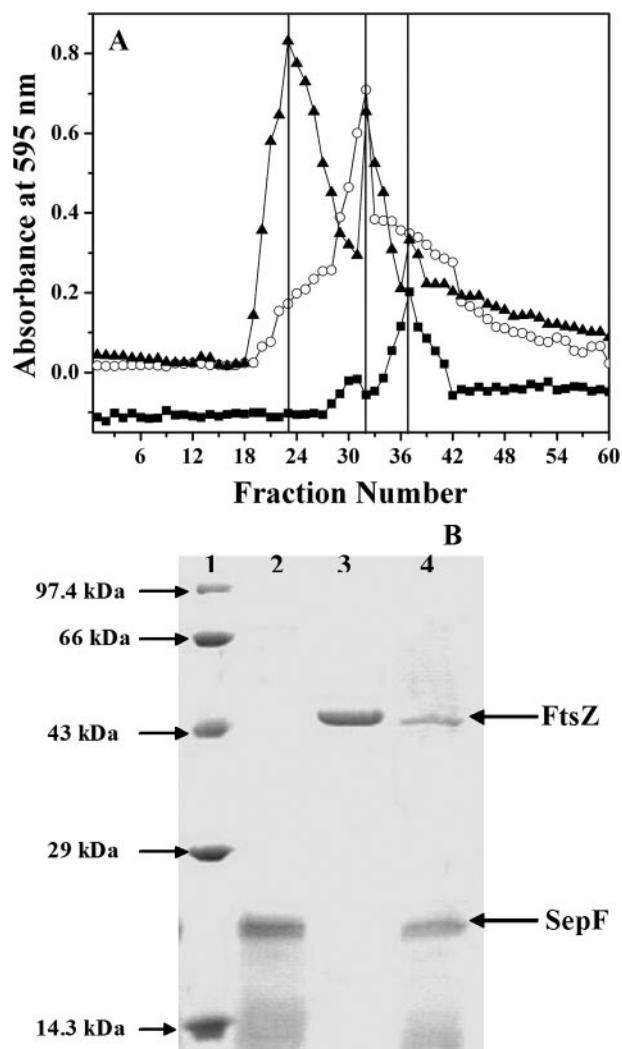 A
Absorbance at 595 nm
0.8
0.6
0.4
0.2
0.0
6 12 18 24 30 36 42 48 54 60
Fraction Number
B
1 2 3 4
97.4 kDa
66 kDa
FtsZ
43 kDa
29 kDa
SepF
14.3 kDa